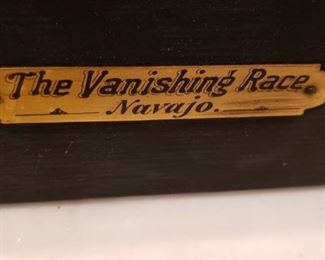 The Vanishing Race.
Navajo.